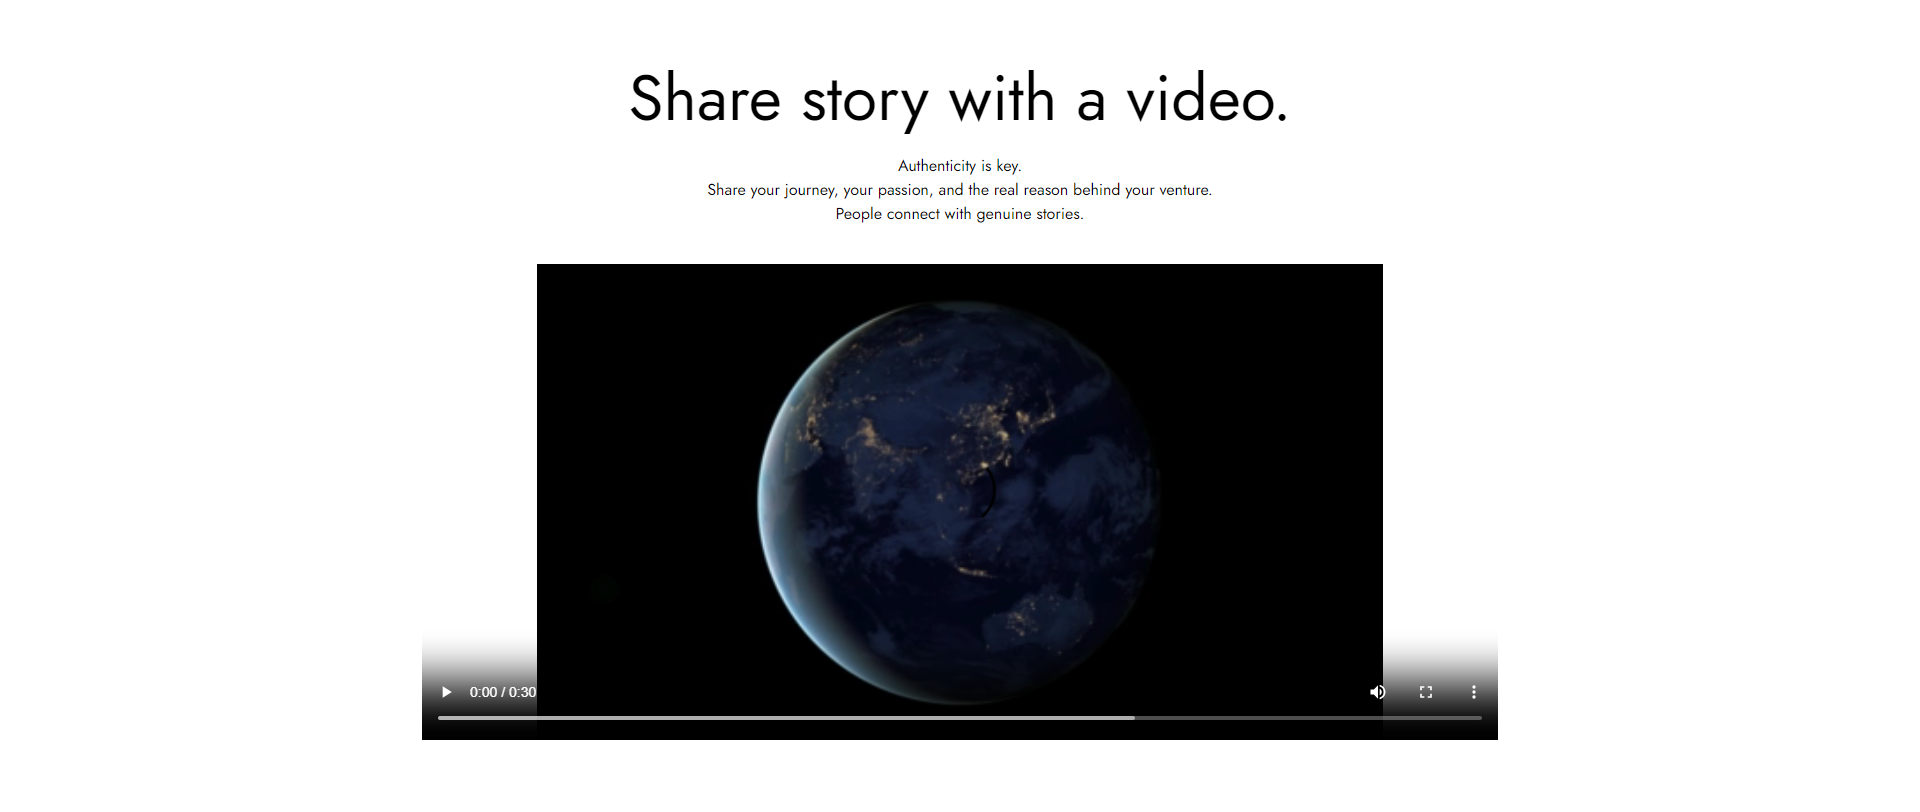 Share story with a video.
Authenticity is key.
Share your journey, your passion, and the real reason behind your venture.
People connect with genuine stories.
0:00 / 0:30